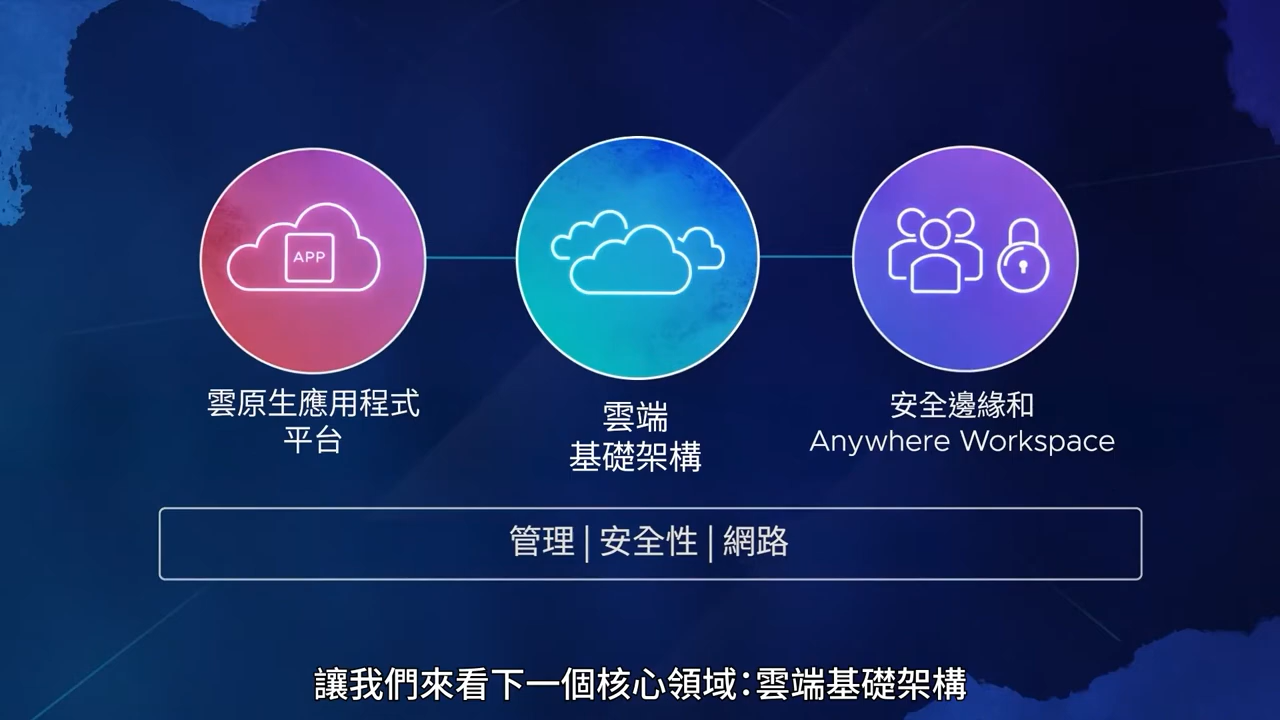 APP
雲原生應用程式
平台
雲端
基礎架構
安全邊緣和
Anywhere Workspace
管理 | 安全性 | 網路
讓我們來看下一個核心領域：雲端基礎架構